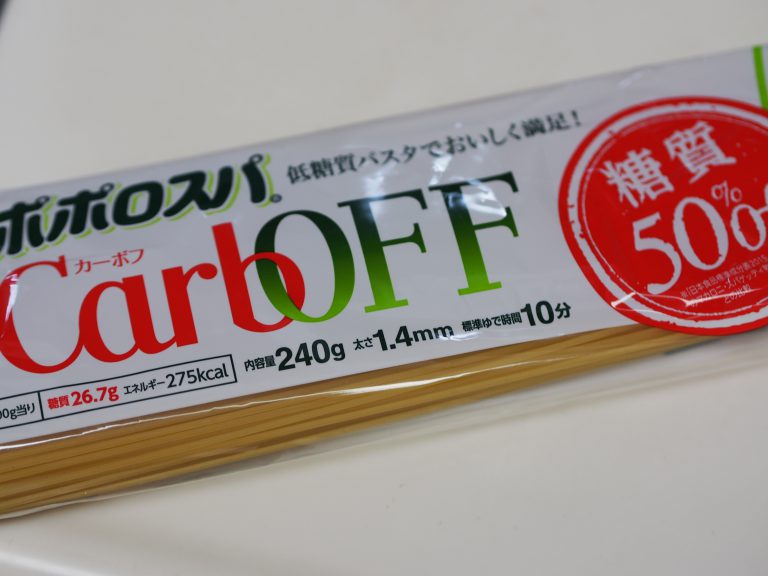 ポポロスパ®
低糖質パスタでおいしく満足!
カーボフ
CarbOFF
糖質
50%
内容量240g 太さ1.4mm 標準ゆで時間10分
糖質26.7g エネルギー275kcal